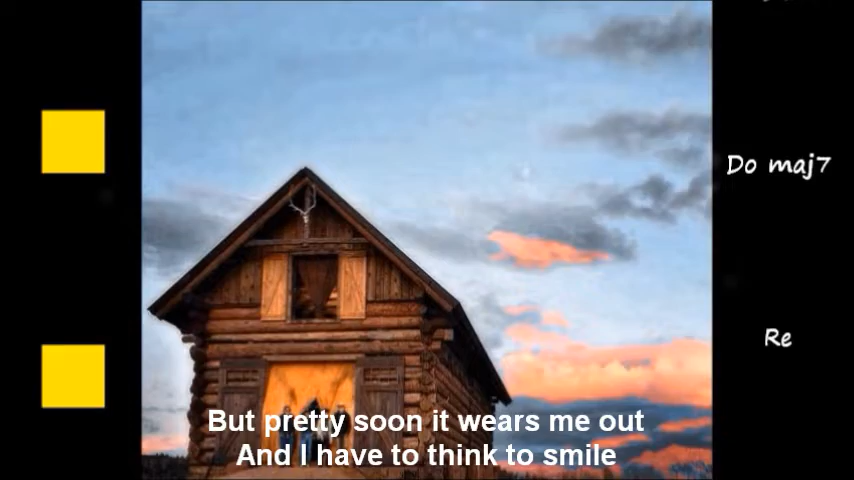 Do maj7
Re
But pretty soon it wears me out
And I have to think to smile